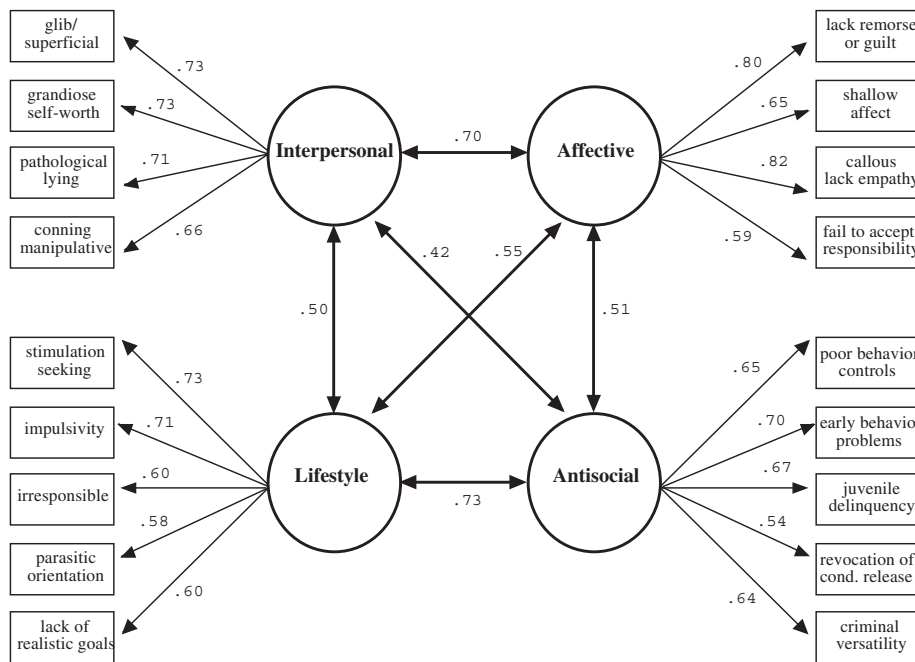 glib/
superficial
grandiose
self-worth
pathological
lying
conning
manipulative
.73
.73
.71
.66
Interpersonal
.70
Affective
.80
.65
.82
.59
lack remorse
or guilt
shallow
affect
callous
lack empathy
fail to accept
responsibility
.42
.55
.50
.51
stimulation
seeking
impulsivity
irresponsible
parasitic
orientation
lack of
realistic goals
.73
.71
.60
.58
.60
Lifestyle
.73
Antisocial
.65
.70
.67
.54
.64
poor behavior
controls
early behavior
problems
juvenile
delinquency
revocation of
cond. release
criminal
versatility